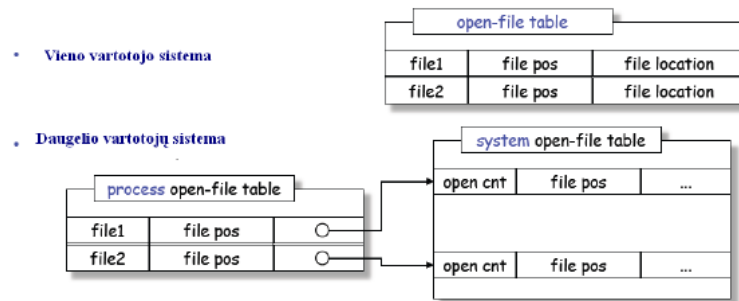 open-file table
• Vieno vartotojo sistema
file1 file pos file location
file2 file pos file location
• Daugelio vartotojų sistema
system open-file table
process open-file table
open cnt file pos ...
file1 file pos
file2 file pos
open cnt file pos ...